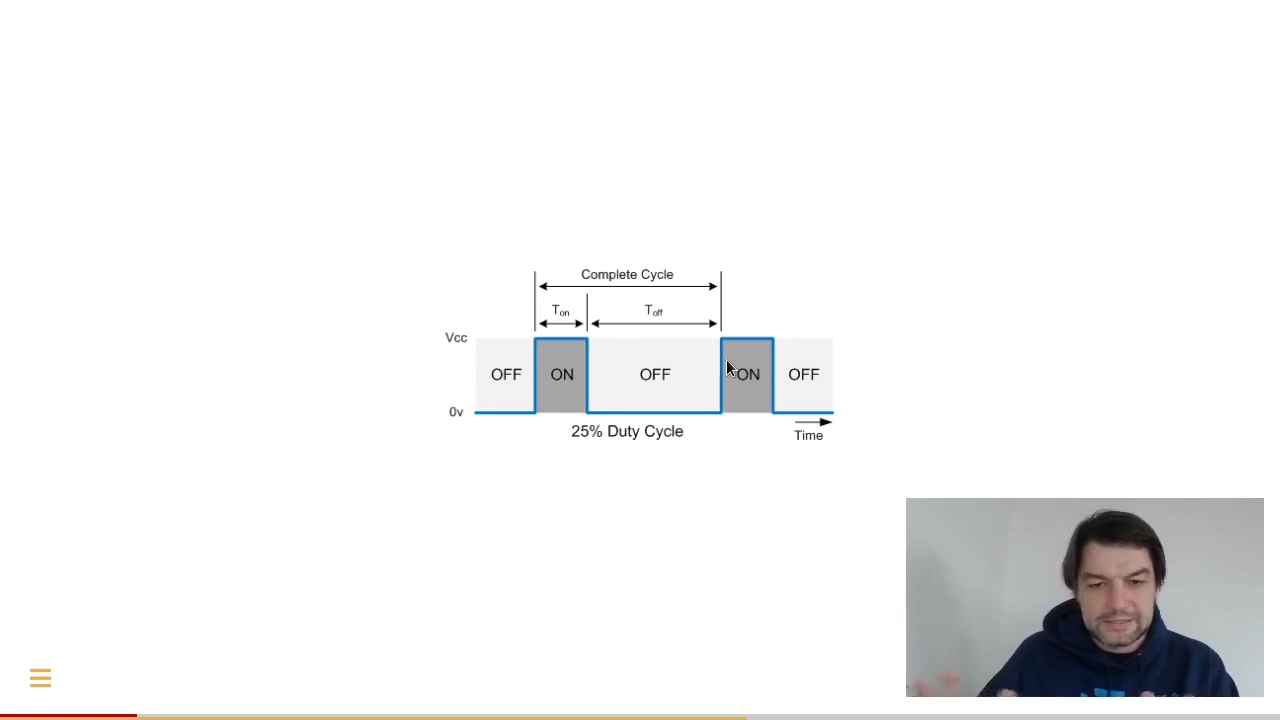 Complete Cycle
Ton Toff
Vcc
OFF ON OFF ON OFF
0v
25% Duty Cycle
Time